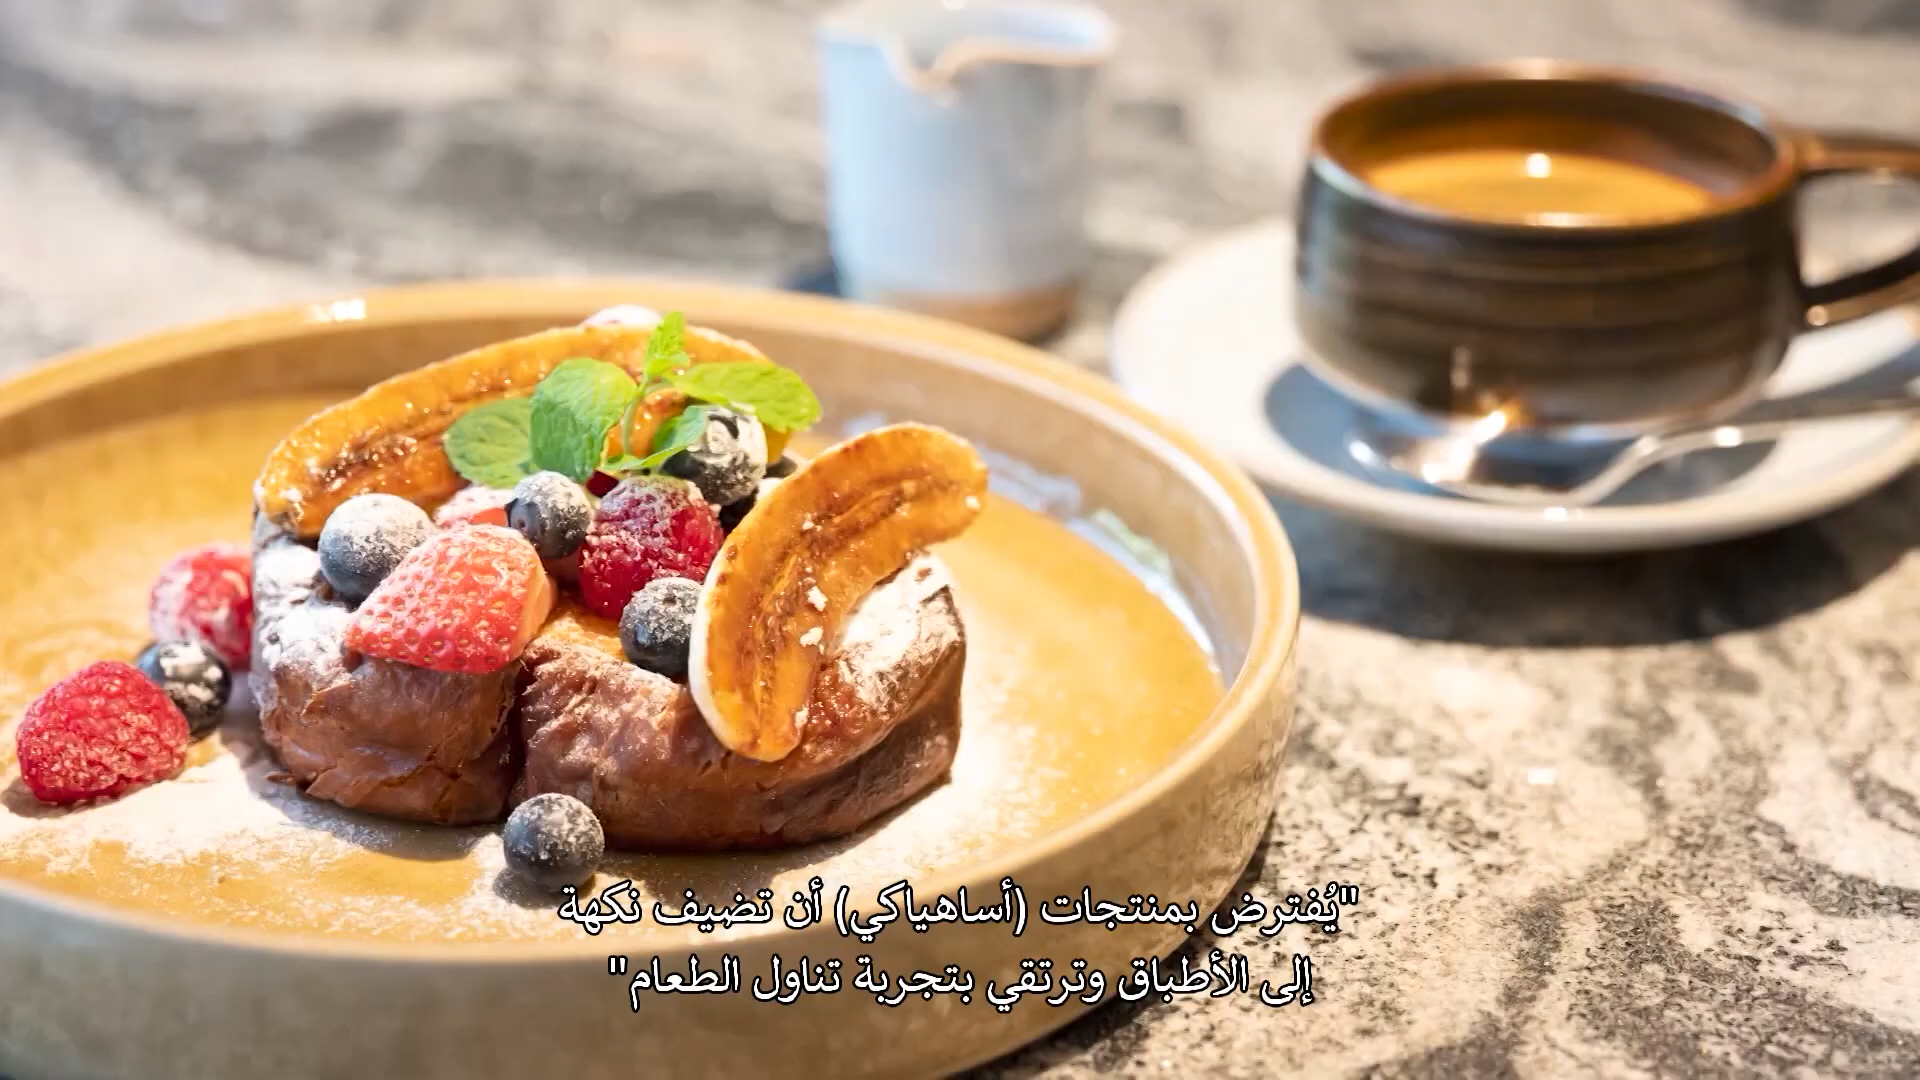 "يُفترض بمنتجات (أساهياكي) أن تضيف نكهة
إلى الأطباق وترتقي بتجربة تناول الطعام"